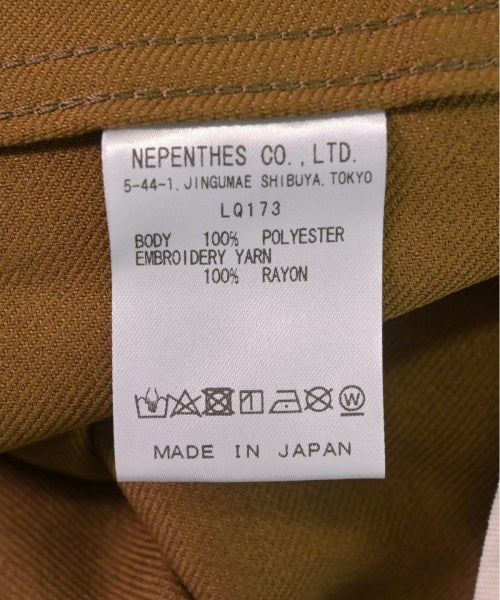 NEPENTHES CO.,LTD.
5-44-1, JINGUMAE SHIBUYA, TOKYO
LQ173
BODY 100% POLYESTER
EMBROIDERY YARN
100% RAYON
W
MADE IN JAPAN